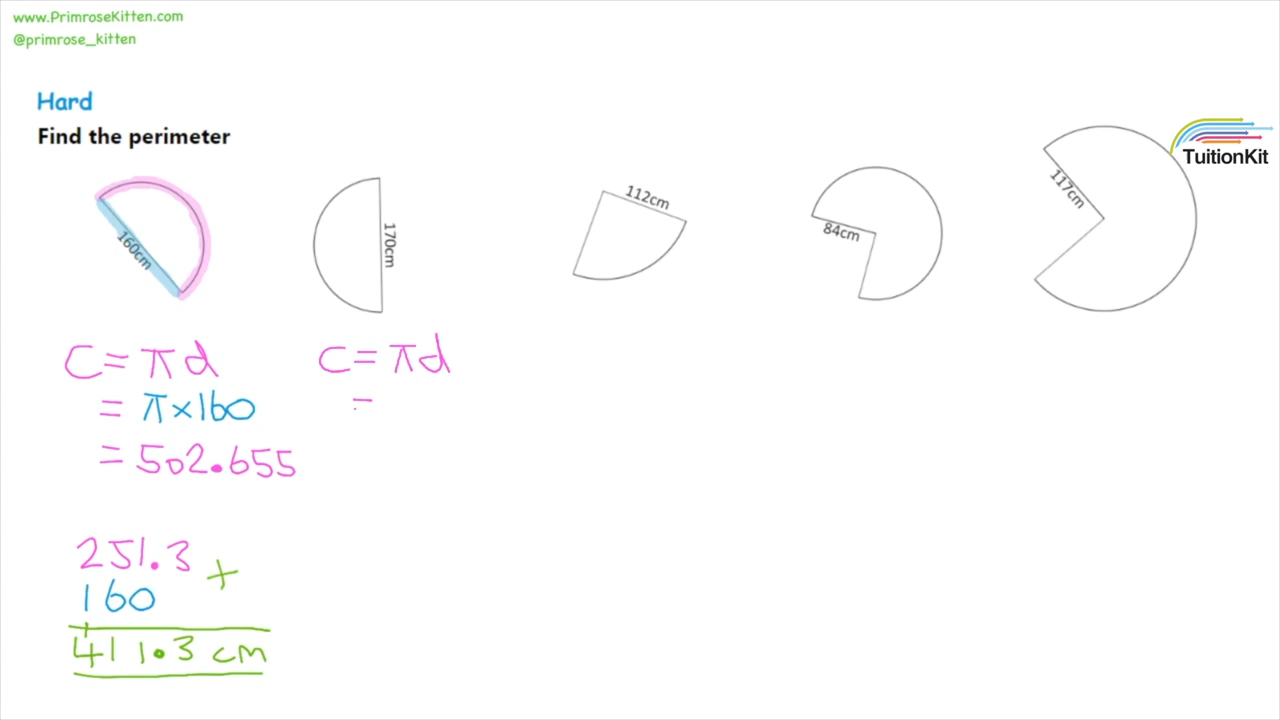 www.PrimroseKitten.com
@primrose_kitten
Hard
Find the perimeter
TuitionKit
160cm
170cm
112cm
84cm
117cm
C = πd
= π×160
= 502.655
C = πd
=
251.3
+
160
1
411.3 cm